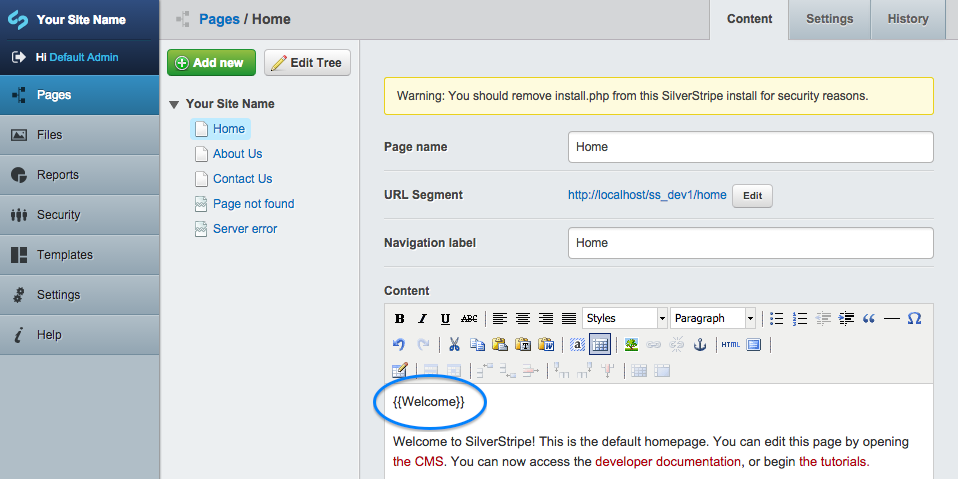 Your Site Name
Hi Default Admin
Pages
Files
Reports
Security
Templates
Settings
Help
Pages / Home
Content
Settings
History
Add new
Edit Tree
Your Site Name
Home
About Us
Contact Us
Page not found
Server error
Warning: You should remove install.php from this SilverStripe install for security reasons.
Page name
Home
URL Segment
http://localhost/ss_dev1/home
Edit
Navigation label
Home
Content
B I U ABC
Styles
Paragraph
HTML
{{Welcome}}
Welcome to SilverStripe! This is the default homepage. You can edit this page by opening
the CMS. You can now access the developer documentation, or begin the tutorials.